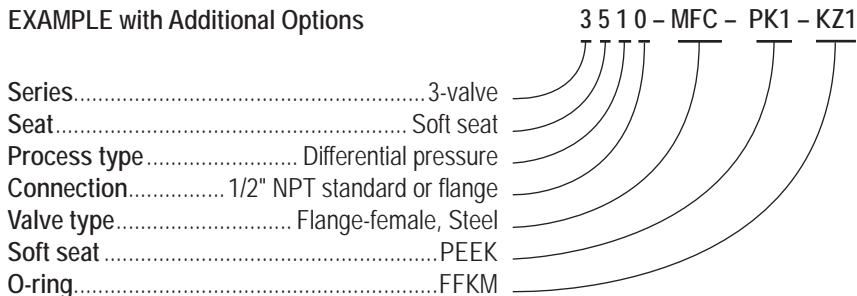 EXAMPLE with Additional Options 3 5 1 0 – MFC – PK1 – KZ1
Series......................................................3-valve
Seat...................................................... Soft seat
Process type....................... Differential pressure
Connection............... 1/2" NPT standard or flange
Valve type........................... Flange-female, Steel
Soft seat ...................................................PEEK
O-ring.......................................................FFKM